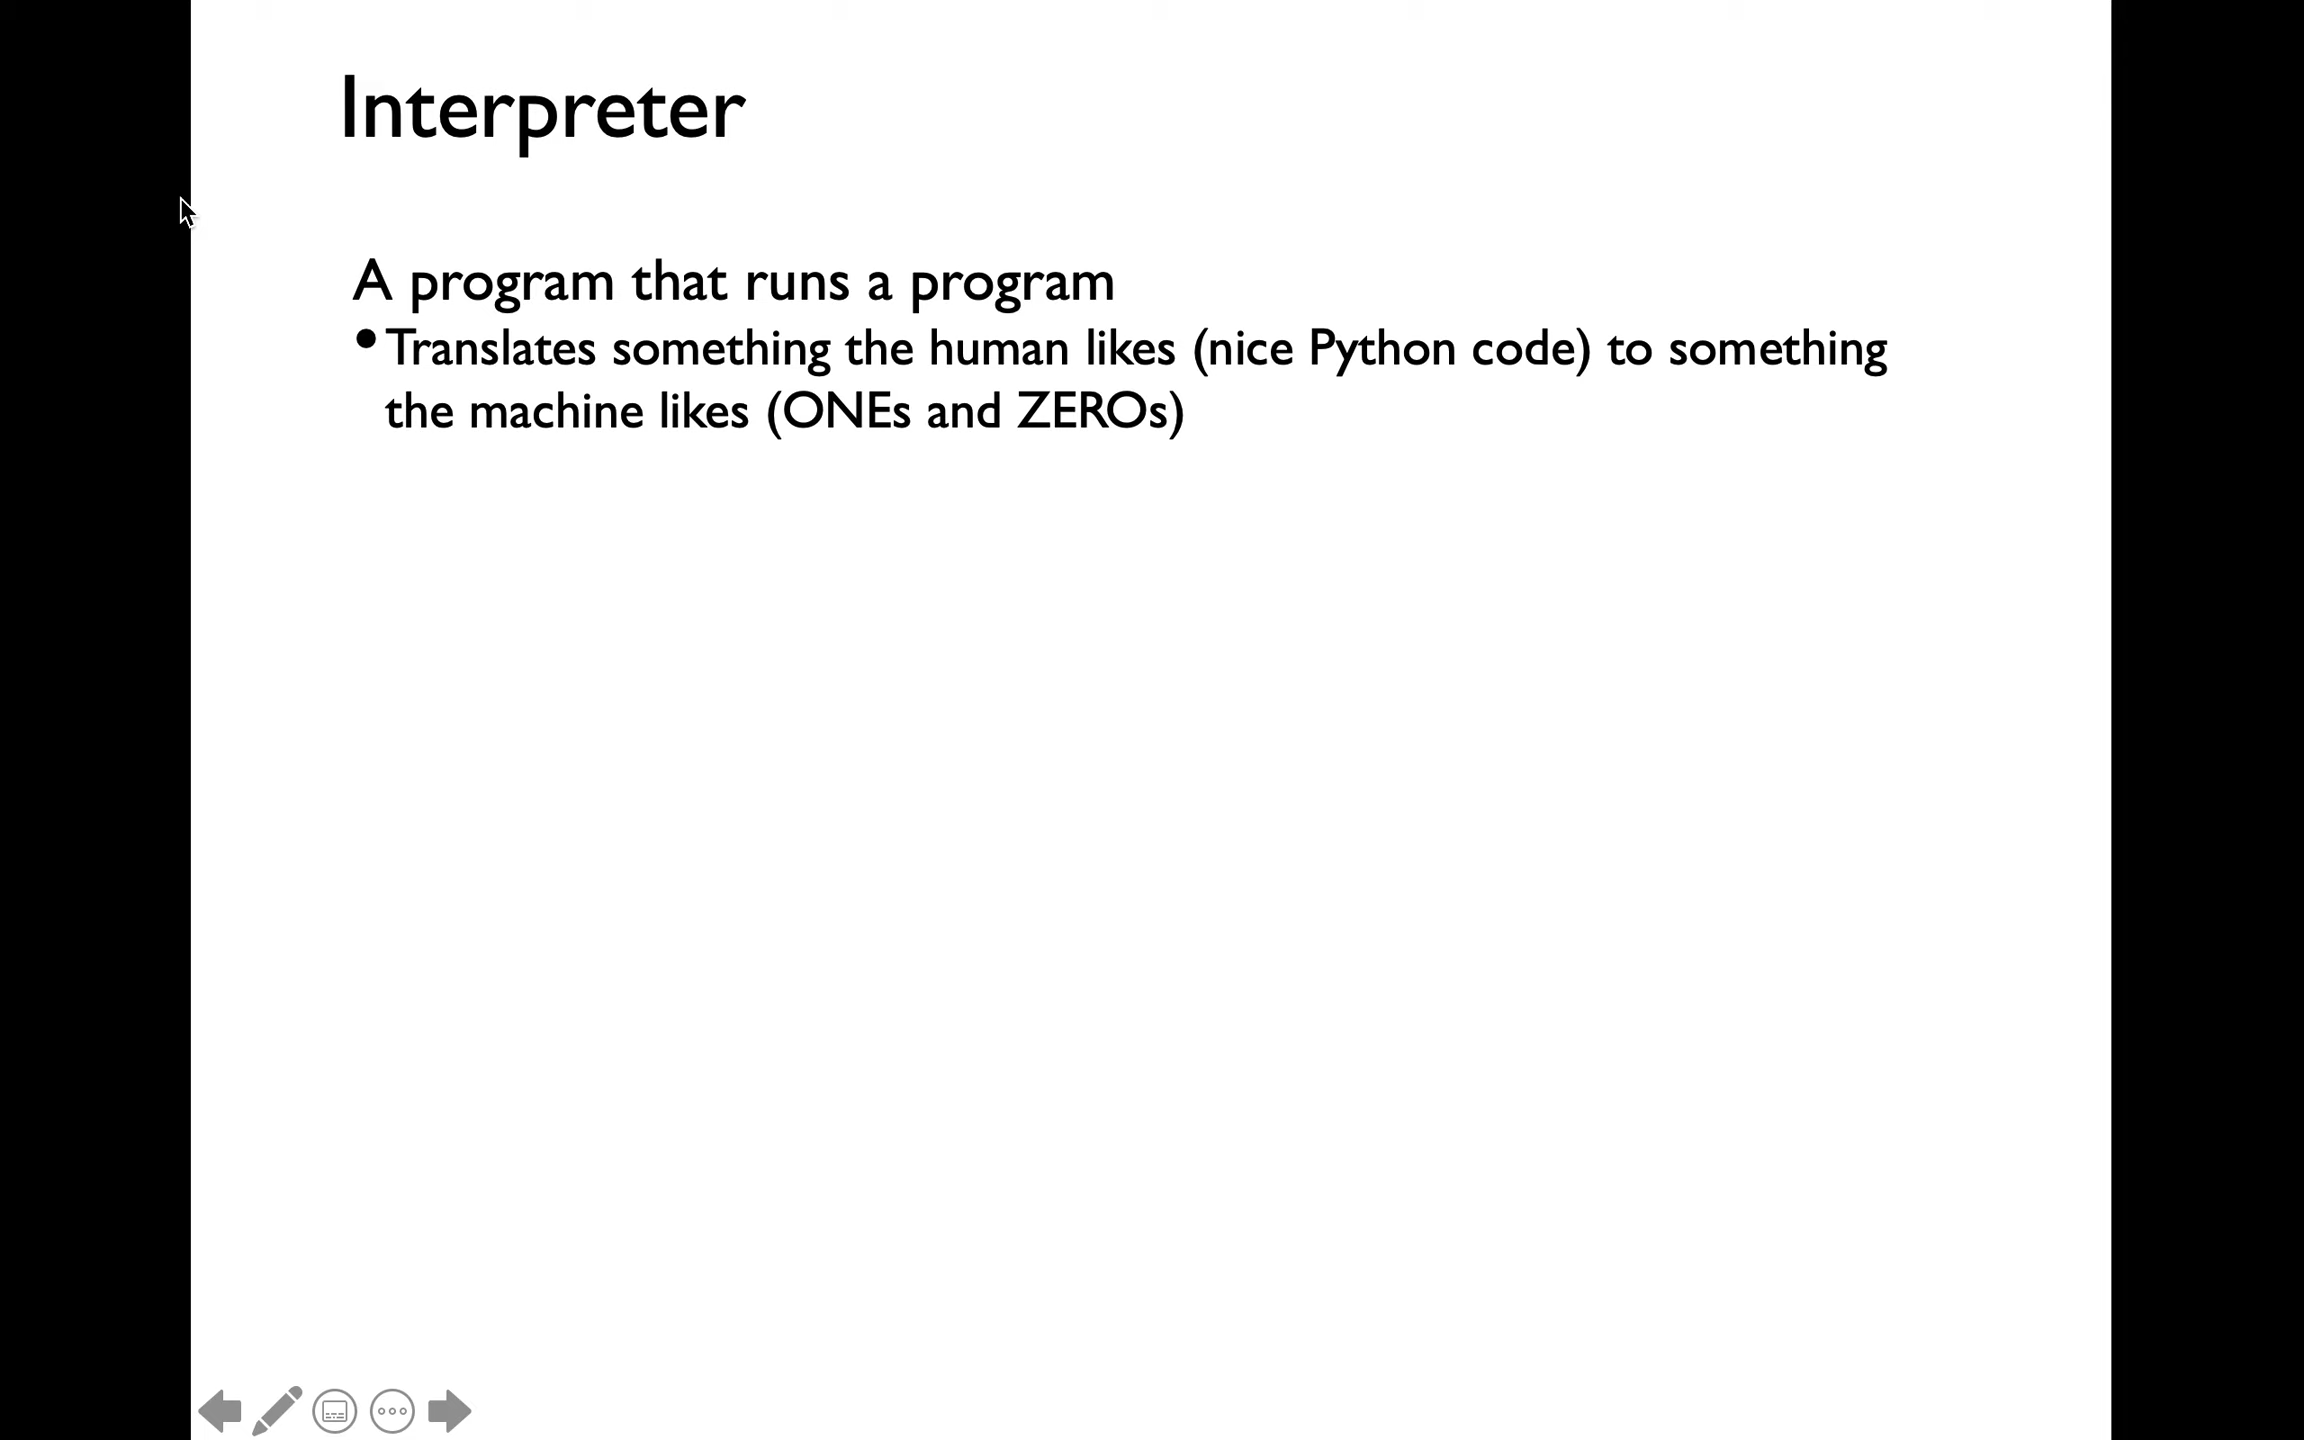 Interpreter
A program that runs a program
•Translates something the human likes (nice Python code) to something
the machine likes (ONEs and ZEROs)